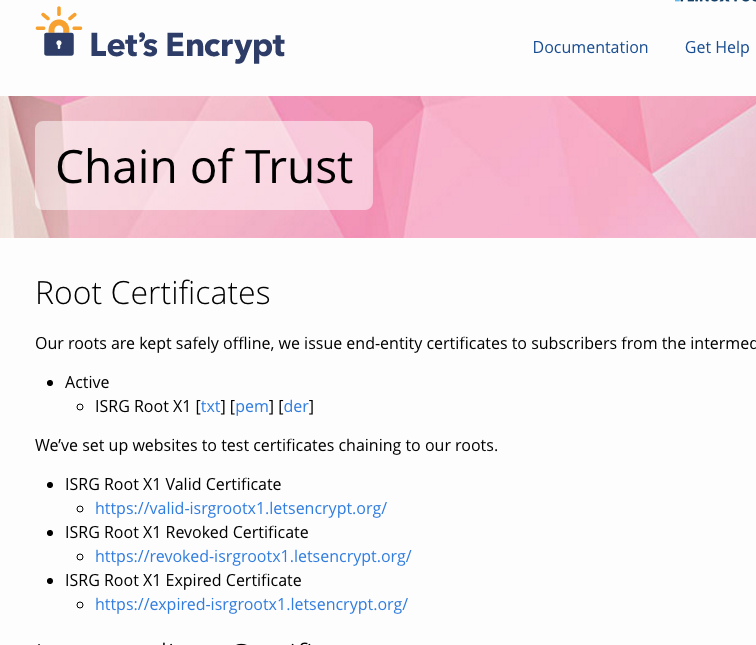 Let's Encrypt
Documentation Get Help
Chain of Trust
Root Certificates
Our roots are kept safely offline, we issue end-entity certificates to subscribers from the
Active
ISRG Root X1 [txt] [pem] [der]
We’ve set up websites to test certificates chaining to our roots.
ISRG Root X1 Valid Certificate
https://valid-isrgrootx1.letsencrypt.org/
ISRG Root X1 Revoked Certificate
https://revoked-isrgrootx1.letsencrypt.org/
ISRG Root X1 Expired Certificate
https://expired-isrgrootx1.letsencrypt.org/